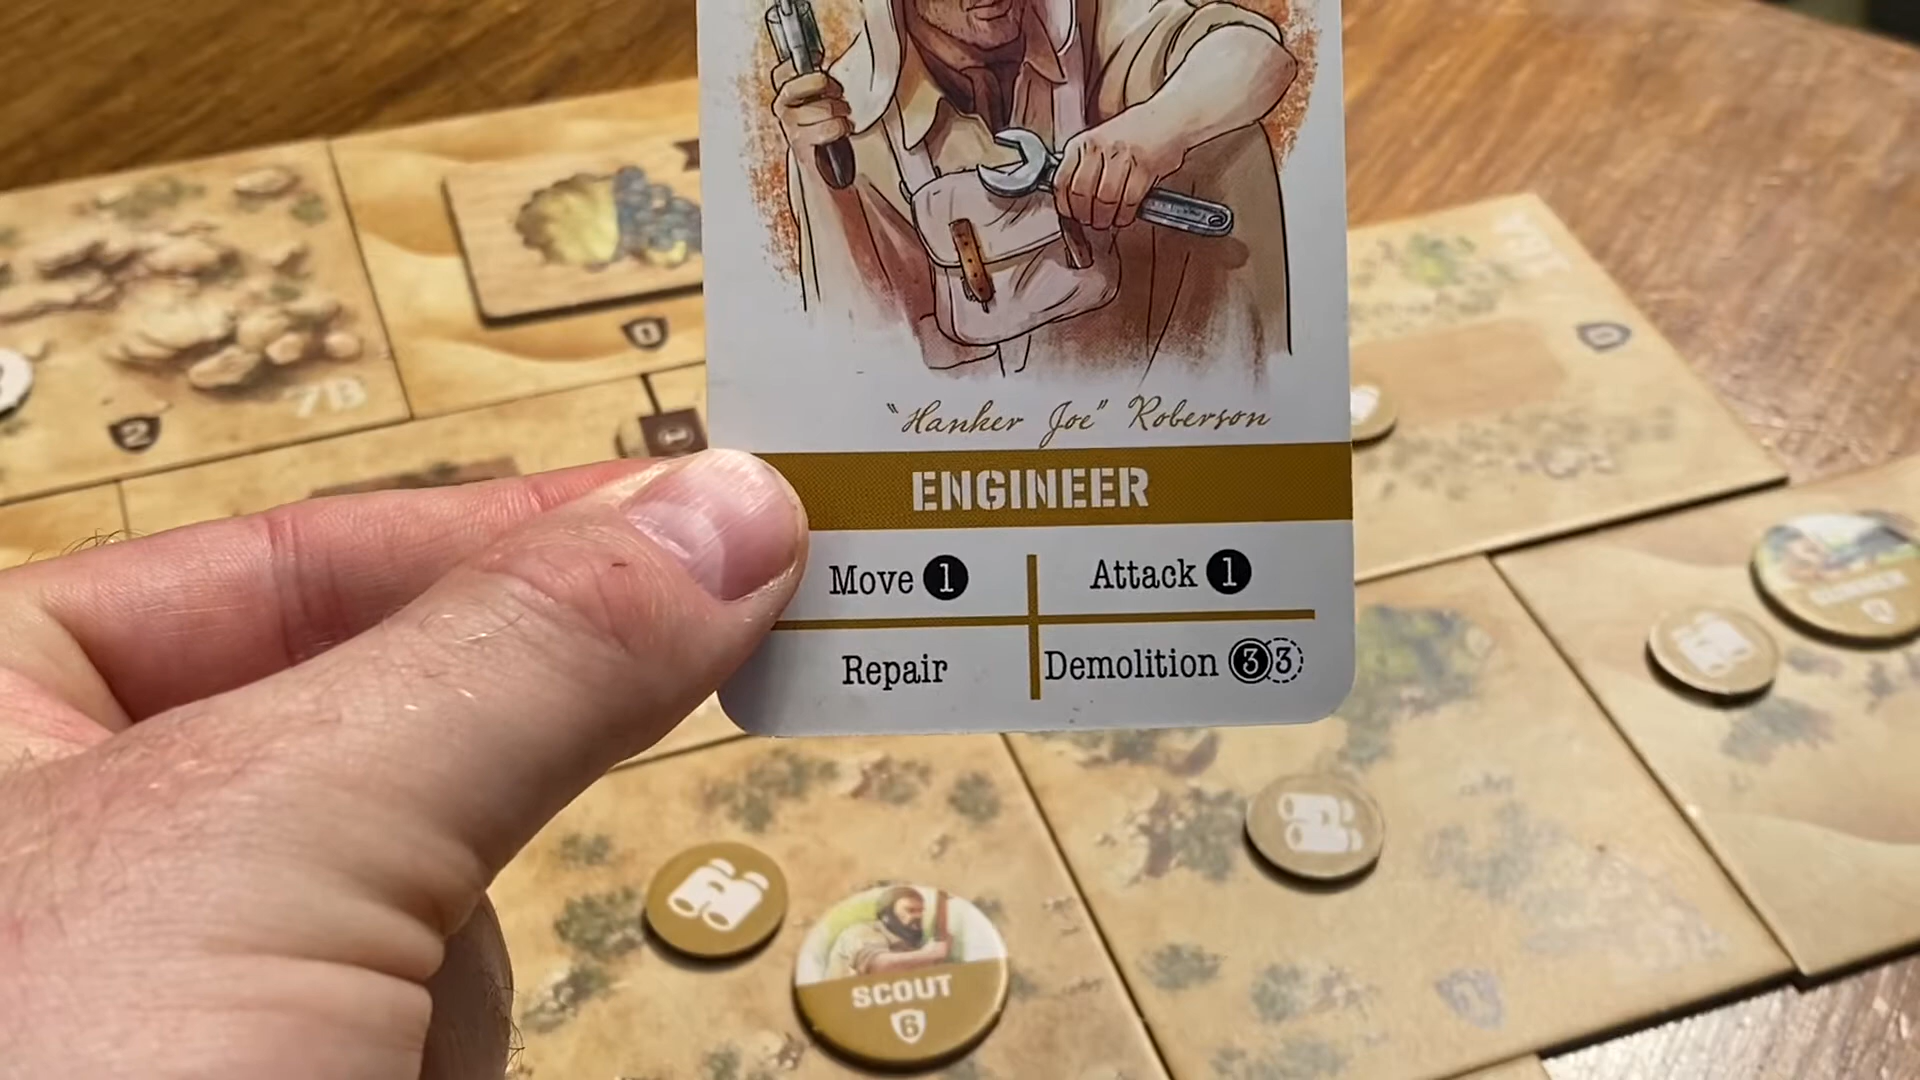 7B
2
0
"Hanker Joe" Roberson
ENGINEER
Move 1
Attack 1
Repair
Demolition 3 3
SCOUT
6